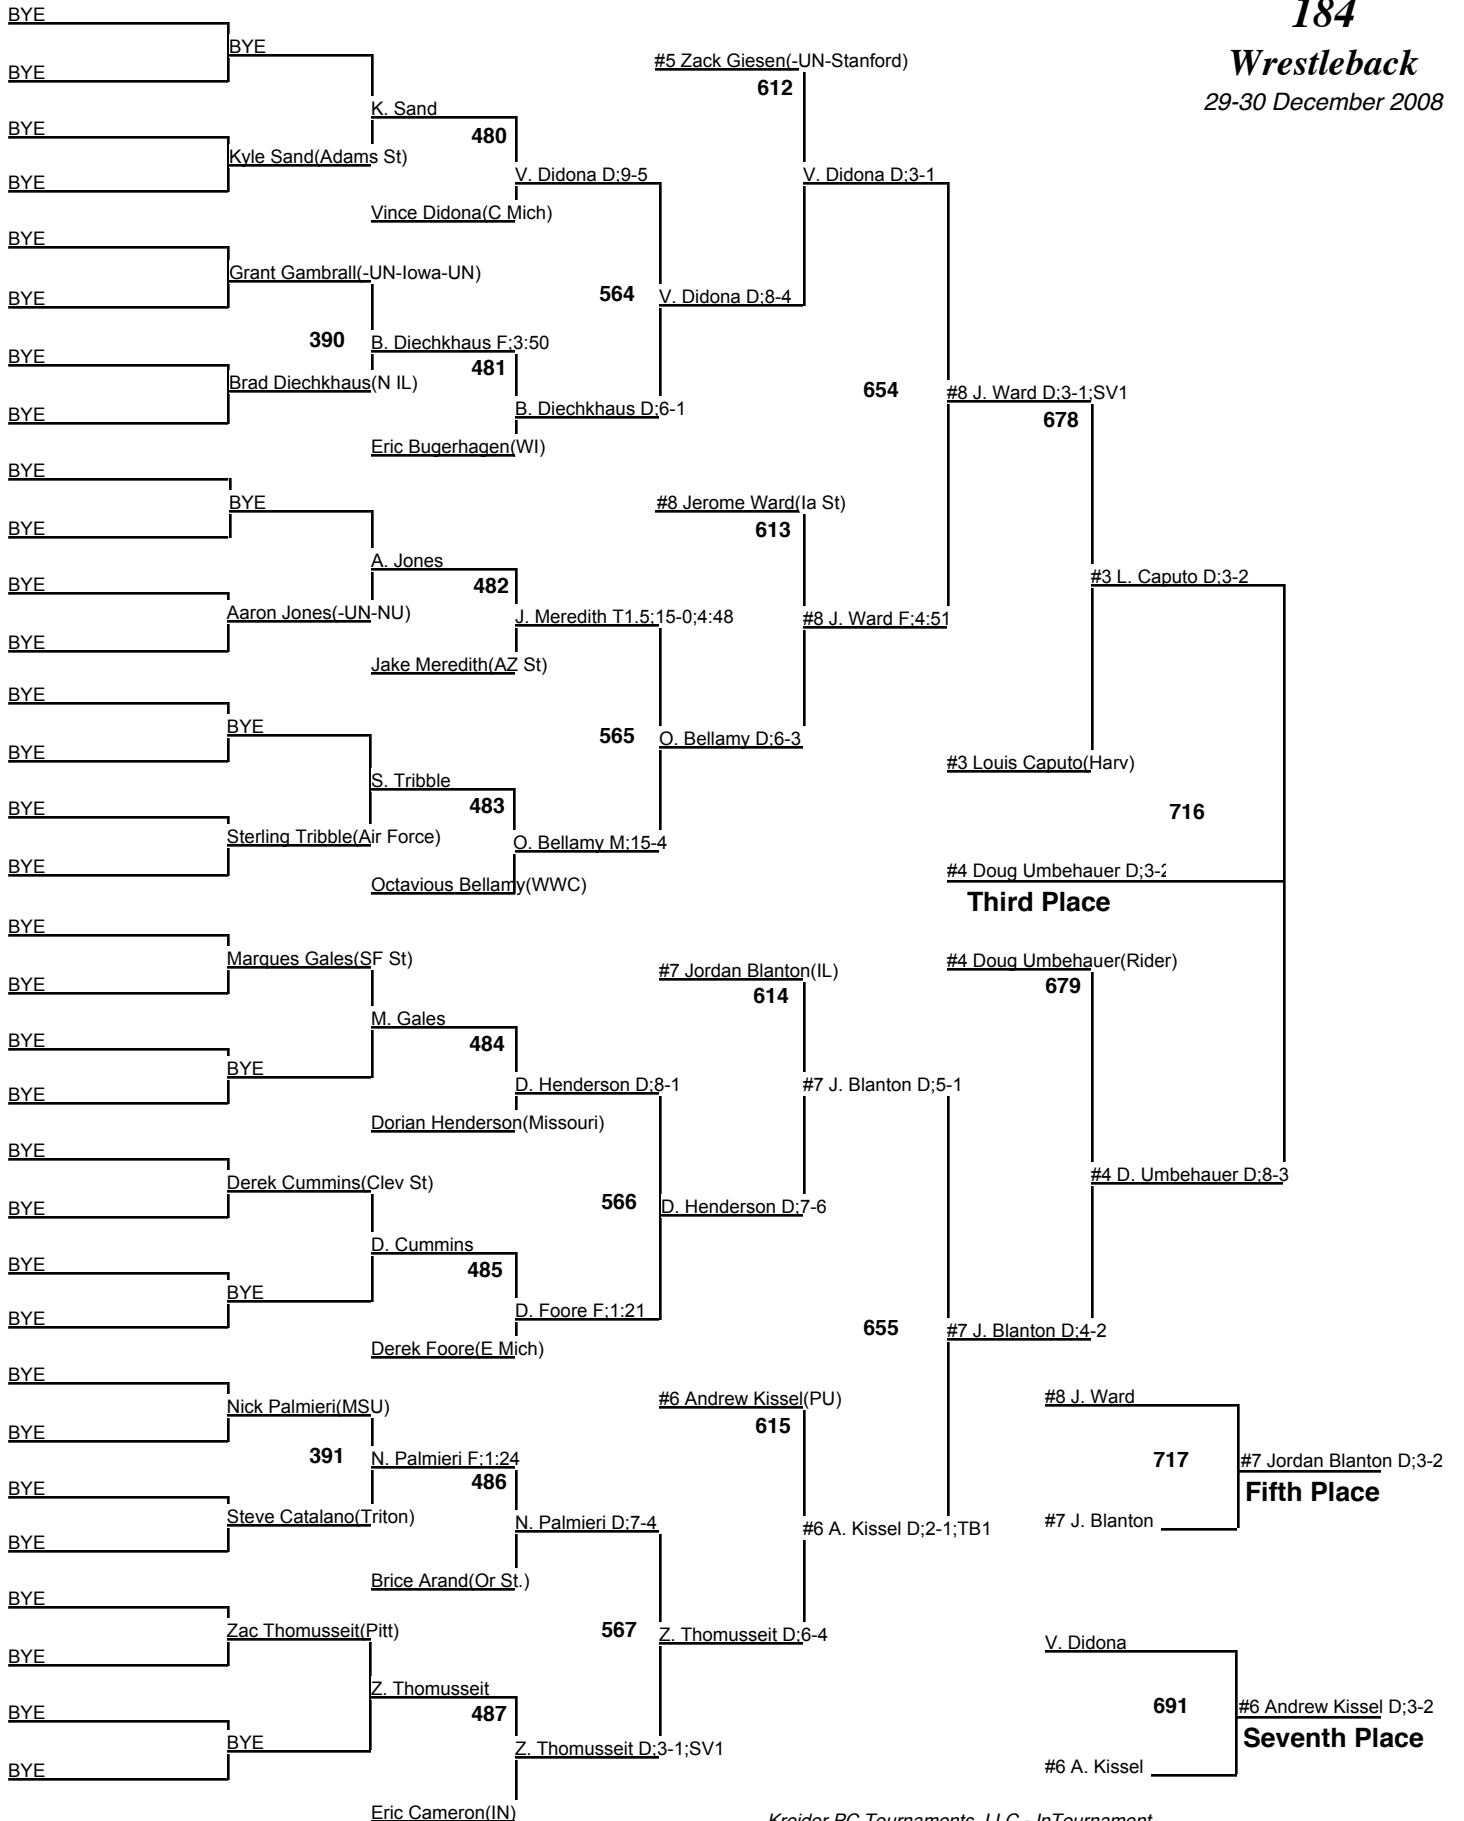 184
Wrestleback
29-30 December 2008
BYE
BYE
BYE
#5 Zack Giesen(-UN-Stanford)
612
BYE
K. Sand
480
BYE
Kyle Sand(Adams St)
V. Didona D;9-5
V. Didona D;3-1
BYE
Vince Didona(C Mich)
BYE
Grant Gambrall(-UN-Iowa-UN)
564
V. Didona D;8-4
BYE
390
B. Diechkhaus F;3:50
BYE
481
Brad Diechkhaus(N IL)
654
#8 J. Ward D;3-1;SV1
B. Diechkhaus D;6-1
BYE
678
Eric Bugerhagen(WI)
BYE
BYE
#8 Jerome Ward(Ia St)
BYE
613
A. Jones
#3 L. Caputo D;3-2
BYE
482
Aaron Jones(-UN-NU)
J. Meredith T1.5;15-0;4:48
#8 J. Ward F;4:51
BYE
Jake Meredith(AZ St)
BYE
BYE
565
O. Bellamy D;6-3
BYE
#3 Louis Caputo(Harv)
S. Tribble
BYE
483
716
Sterling Tribble(Air Force)
O. Bellamy M;15-4
BYE
#4 Doug Umbehauer D;3-2
Octavious Bellamy(WWC)
Third Place
BYE
Marques Gales(SF St)
#4 Doug Umbehauer(Rider)
#7 Jordan Blanton(IL)
BYE
679
614
M. Gales
BYE
484
BYE
D. Henderson D;8-1
#7 J. Blanton D;5-1
BYE
Dorian Henderson(Missouri)
BYE
Derek Cummins(Clev St)
#4 D. Umbehauer D;8-3
566
D. Henderson D;7-6
BYE
D. Cummins
BYE
485
BYE
D. Foore F;1:21
BYE
655
#7 J. Blanton D;4-2
Derek Foore(E Mich)
BYE
Nick Palmieri(MSU)
#6 Andrew Kissel(PU)
#8 J. Ward
BYE
615
391
N. Palmieri F;1:24
717
#7 Jordan Blanton D;3-2
486
BYE
Fifth Place
Steve Catalano(Triton)
N. Palmieri D;7-4
#6 A. Kissel D;2-1;TB1
#7 J. Blanton
BYE
Brice Arand(Or St.)
BYE
Zac Thomusseit(Pitt)
567
Z. Thomusseit D;6-4
V. Didona
BYE
Z. Thomusseit
BYE
487
691
#6 Andrew Kissel D;3-2
BYE
Z. Thomusseit D;3-1;SV1
Seventh Place
BYE
#6 A. Kissel
Eric Cameron(IN)
Kreider PC Tournaments, LLC - InTournament